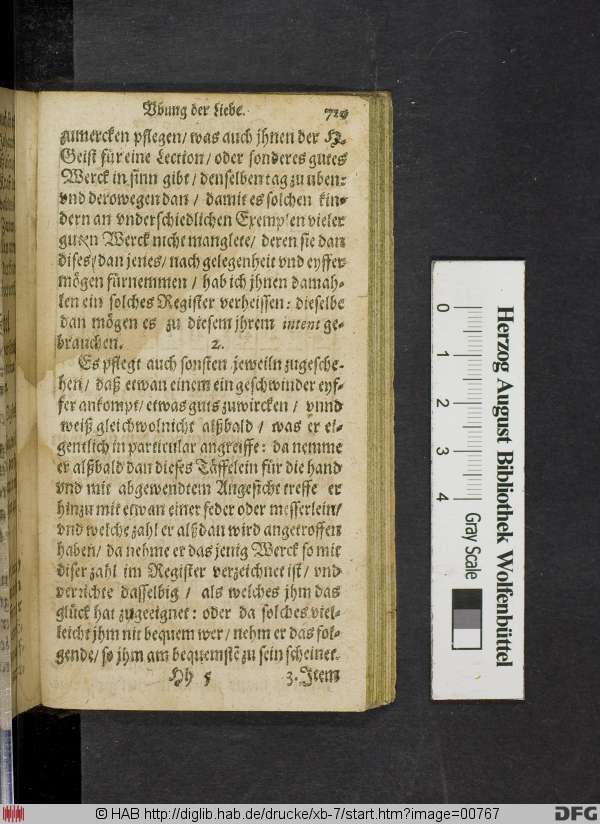 Vbung der Liebe. 729
zumercken pflegen/ was auch jhnen der H.
Geist für eine Lection/ oder sonderes gutes
Werck in sinn gibt/ denselben tag zu uben:
vnd derowegen dan/ damit es solchen kin-
dern an vnderschiedlichen Exemplen vieler
guten Werck nicht manglete/ deren sie dan
dises/ dan jenes/ nach gelegenheit vnd eyffer
mögen fürnemmen/ hab ich jhnen damah-
len ein solches Register verheissen: dieselbe
dan mögen es zu diesem jhrem intent ge-
brauchen. 2.
Es pflegt auch sonsten jeweiln zugesche-
hen/ daß etwan einem ein geschwinder eyf-
fer ankompt/ etwas guts zuwircken/ vnnd
weiß gleichwol nicht alßbald/ was er ei-
gentlich in particular angreiffe: da nemme
er alßbald dan dieses Täffelein für die hand
vnd mit abgewendtem Angesicht treffe er
hinzu mit etwan einer feder oder messerlein/
vnd welche zahl er alßdan wird angetroffen
haben/ da nehme er das jenig Werck so mit
diser zahl im Register verzeichnet ist/ vnd
verrichte dasselbig/ als welches jhm das
glück hat zugeeignet: oder da solches viel-
leicht jhm nit bequem wer/ nehm er das fol-
gende/ so jhm am bequemstē zu sein scheinet.
Hh 5 3. Item
0 1 2 3 4
Herzog August Bibliothek Wolfenbüttel
Gray Scale
© HAB http://diglib.hab.de/drucke/xb-7/start.htm?image=00767
DFG